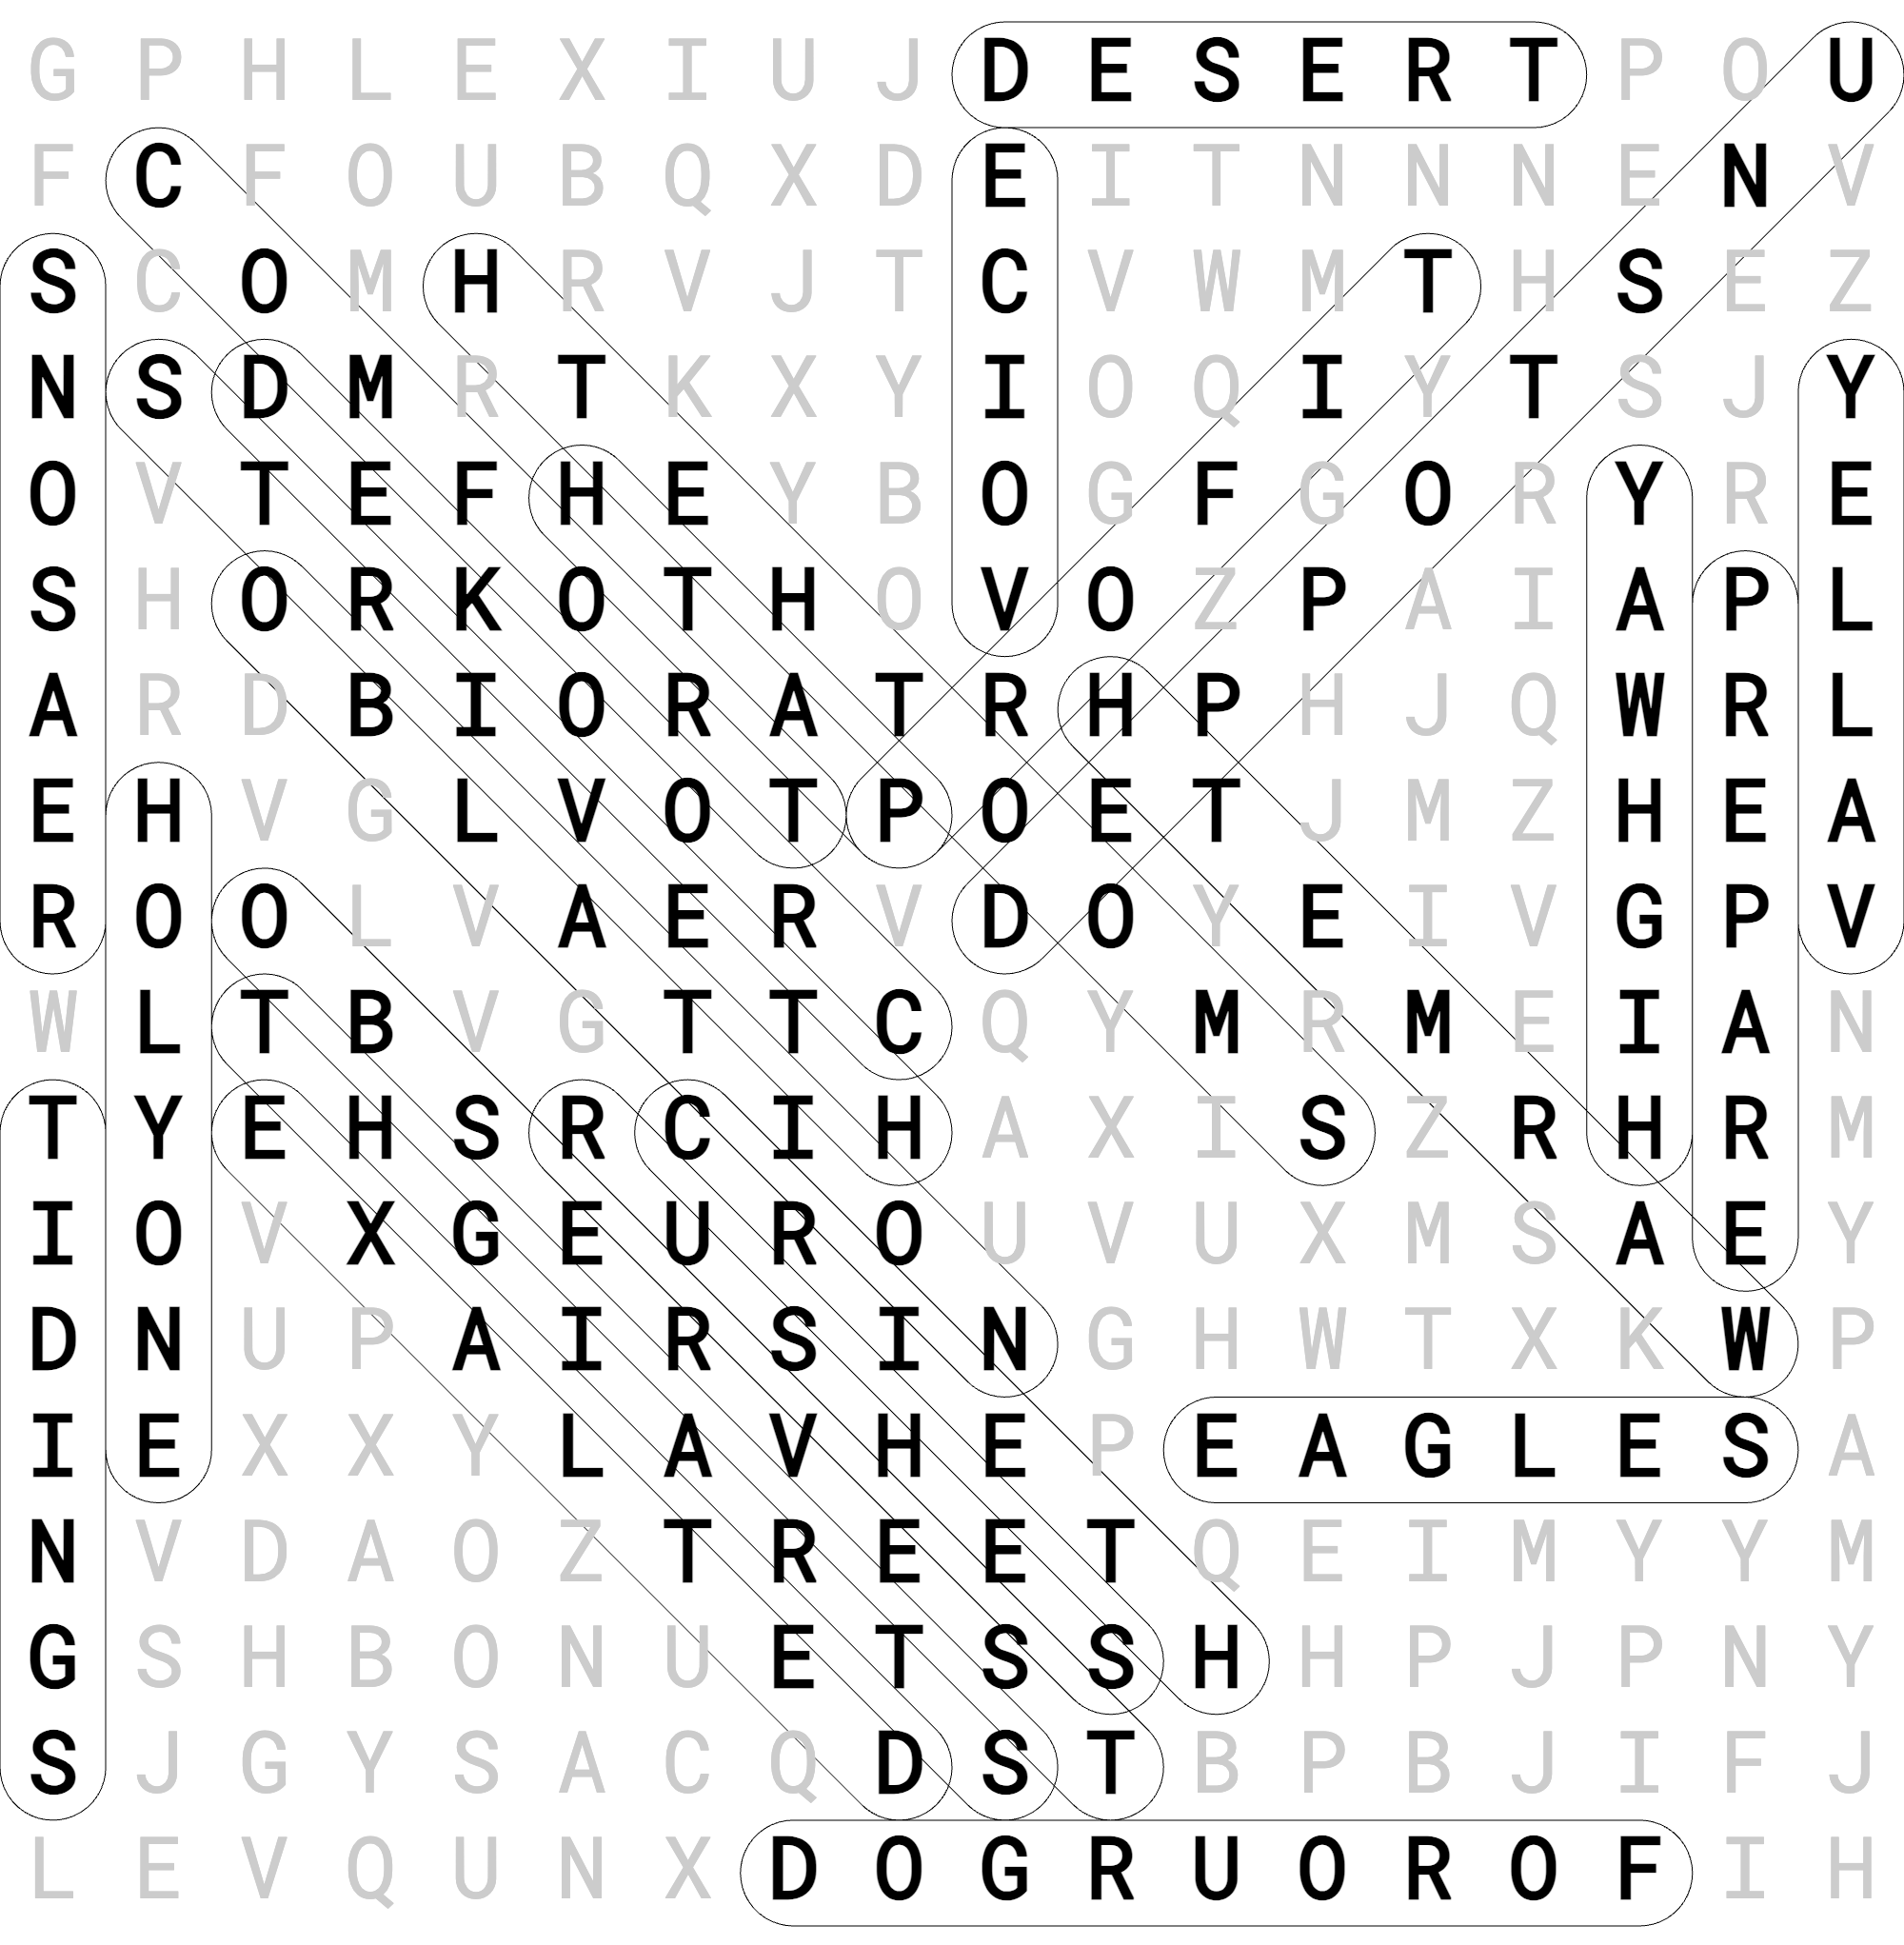 G P H L E X I U J D E S E R T P O U
F C F O U B Q X D E I T N N N E N V
S C O M H R V J T C V W M T H S E Z
N S D M R T K X Y I O Q I Y T S J Y
O V T E F H E Y B O G F G O R Y R E
S H O R K O T H O V O Z P A I A P L
A R D B I O R A T R H P H J Q W R L
E H V G L V O T P O E T J M Z H E A
R O O L V A E R V D O Y E I V G P V
W L T B V G T T C Q Y M R M E I A N
T Y E H S R C I H A X I S Z R H R M
I O V X G E U R O U V U X M S A E Y
D N U P A I R S I N G H W T X K W P
I E X X Y L A V H E P E A G L E S A
N V D A O Z T R E E T Q E I M Y Y M
G S H B O N U E T S S H H P J P N Y
S J G Y S A C Q D S T B P B J I F J
L E V Q U N X D O G R U O R O F I H